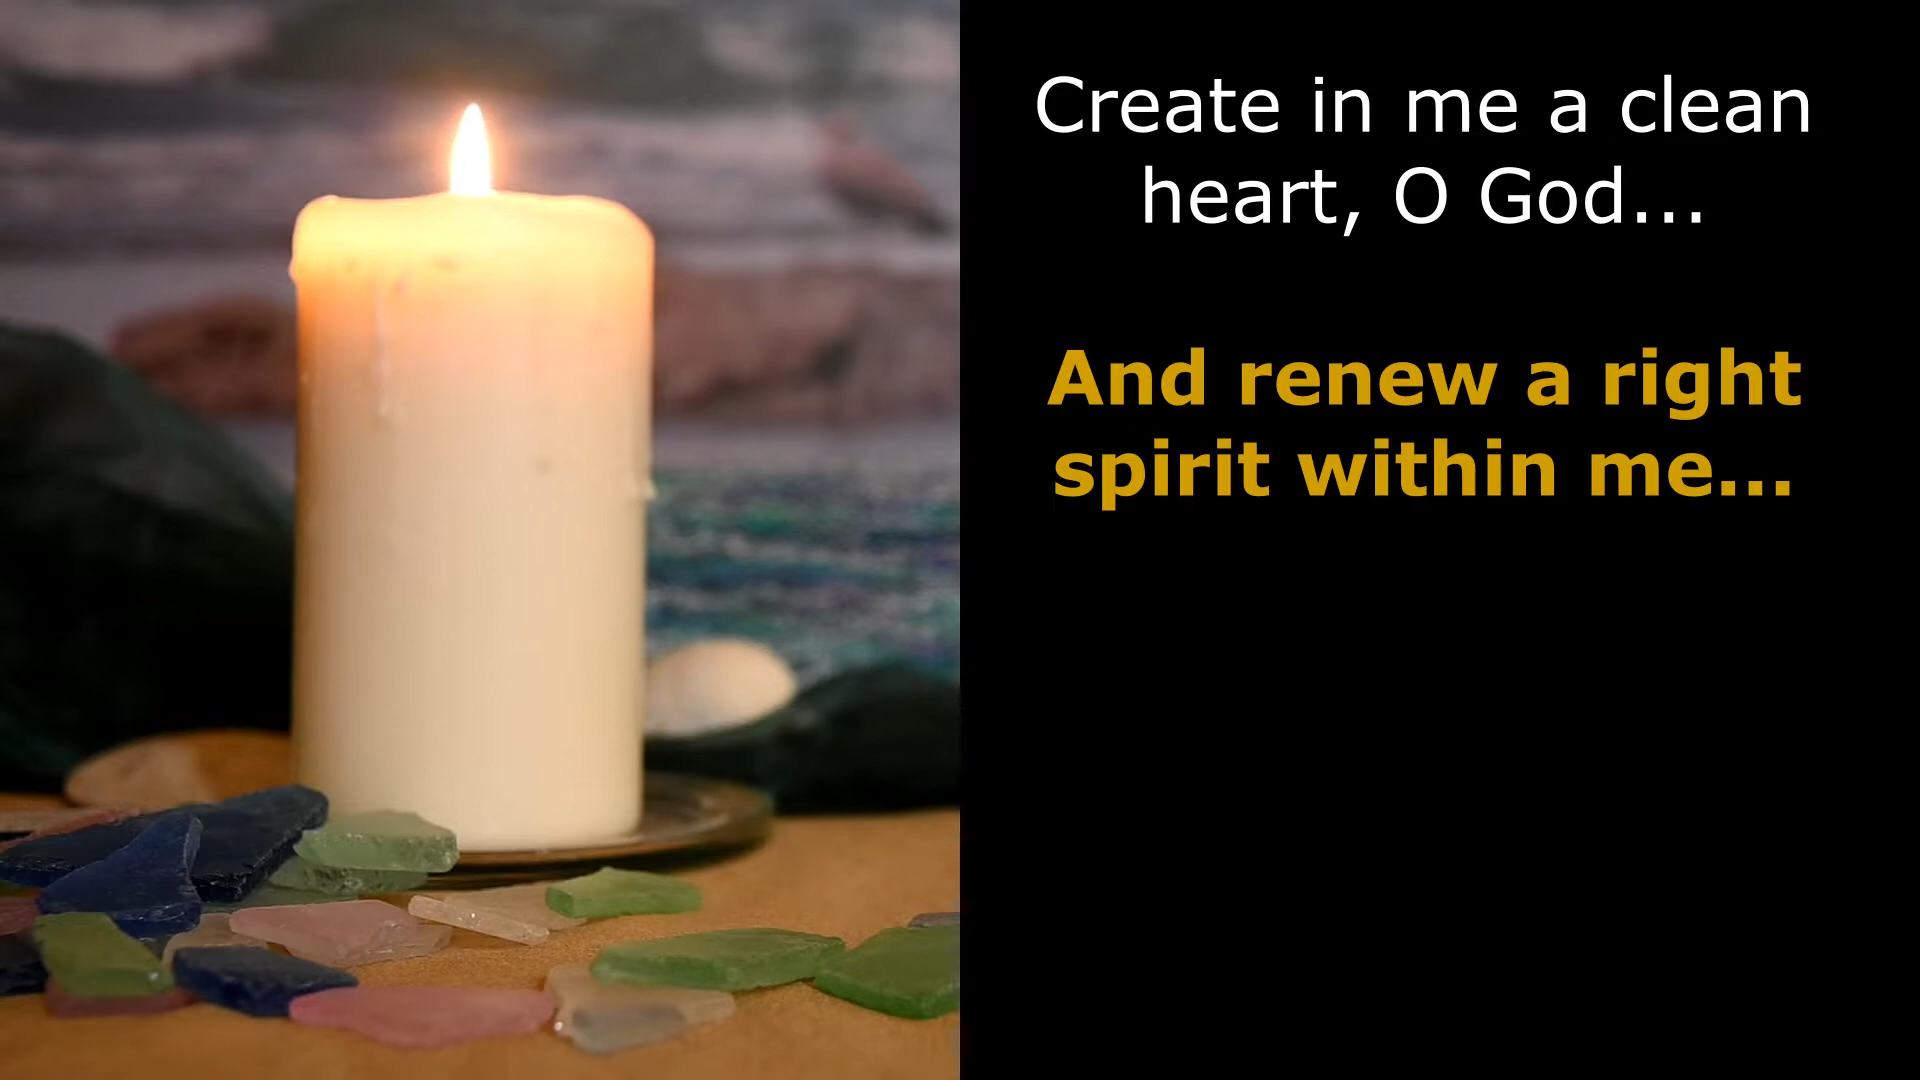 Create in me a clean
heart, O God...
And renew a right
spirit within me...